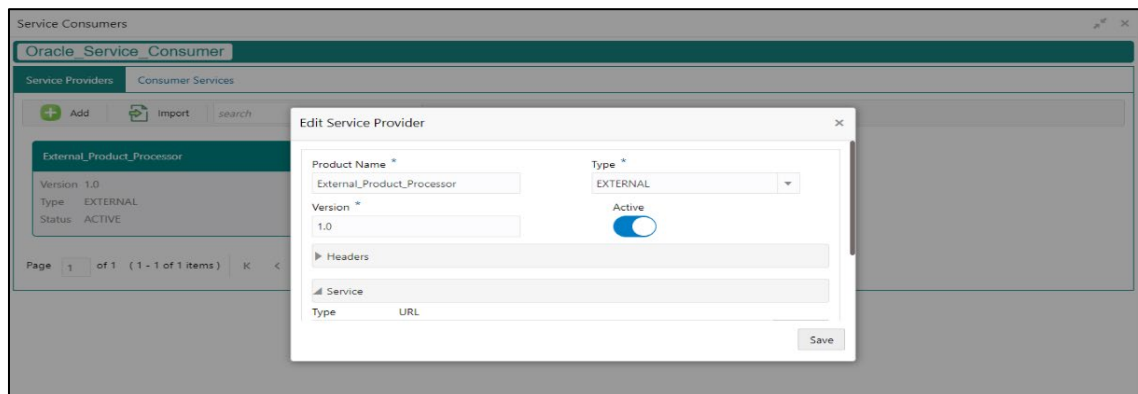 Service Consumers
Oracle_Service_Consumer
Service Providers Consumer Services
Add Import search
External_Product_Processor
Version 1.0
Type EXTERNAL
Status ACTIVE
Page 1 of 1 (1 - 1 of 1 items) K <
Edit Service Provider
Product Name * Type *
External_Product_Processor EXTERNAL
Version * Active
1.0
Headers
Service
Type URL
Save